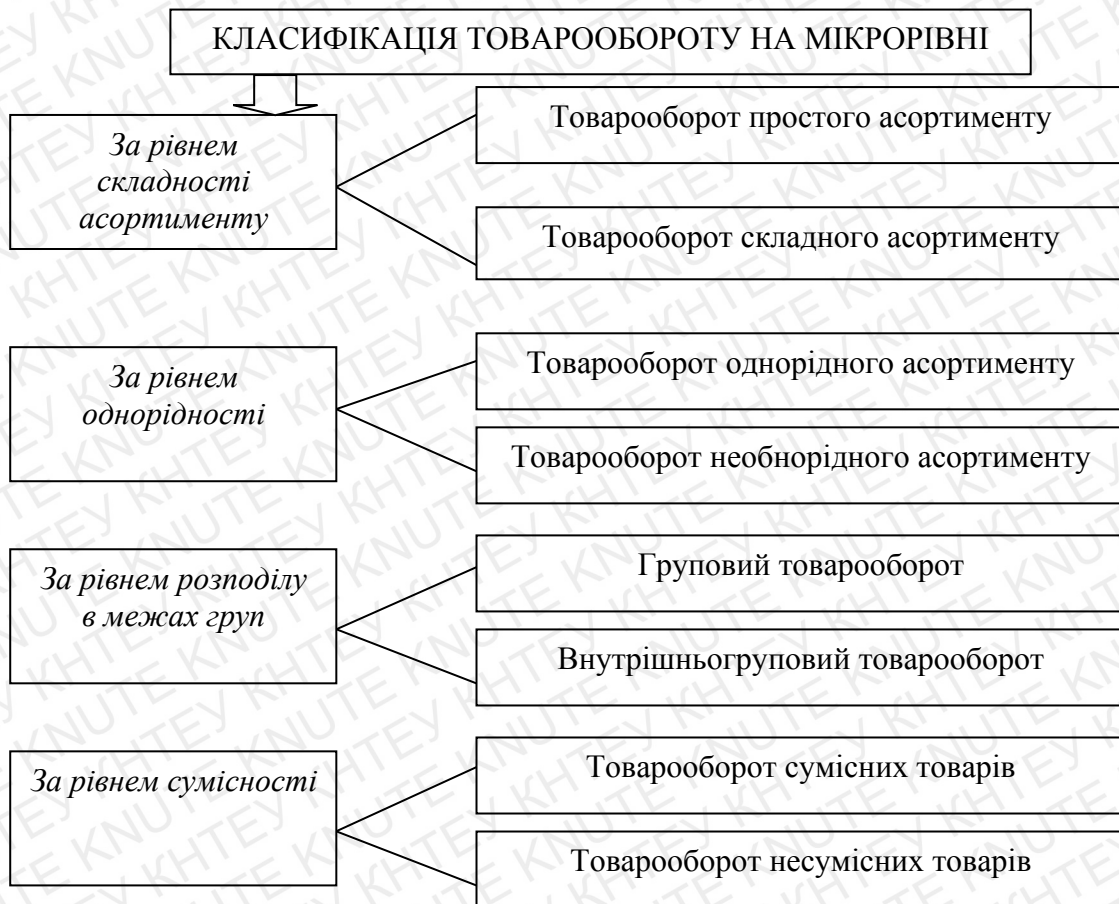 КЛАСИФІКАЦІЯ ТОВАРООБОРОТУ НА МІКРОРІВНІ
За рівнем
складності
асортименту
Товарооборот простого асортименту
Товарооборот складного асортименту
За рівнем
однорідності
Товарооборот однорідного асортименту
Товарооборот необнорідного асортименту
За рівнем розподілу
в межах груп
Груповий товарооборот
Внутрішньогруповий товарооборот
За рівнем сумісності
Товарооборот сумісних товарів
Товарооборот несумісних товарів
КНТЕУ KNUTE